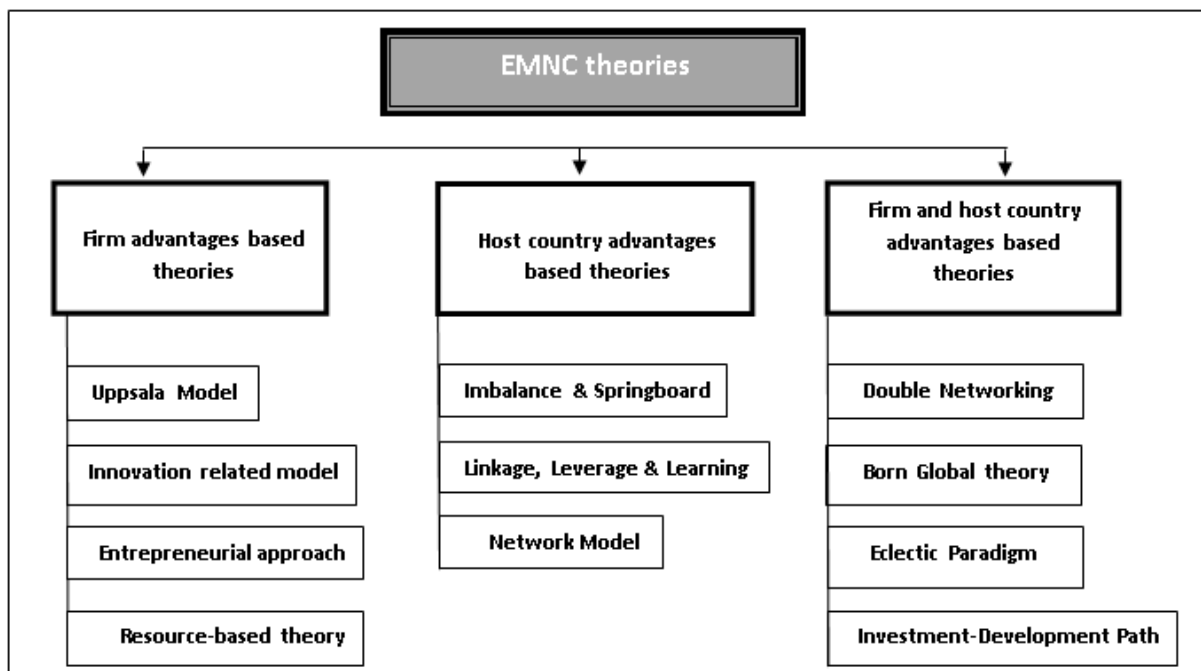 EMNC theories
Firm advantages based
theories
Uppsala Model
Innovation related model
Entrepreneurial approach
Resource-based theory
Host country advantages
based theories
Imbalance & Springboard
Linkage, Leverage & Learning
Network Model
Firm and host country
advantages based
theories
Double Networking
Born Global theory
Eclectic Paradigm
Investment-Development Path